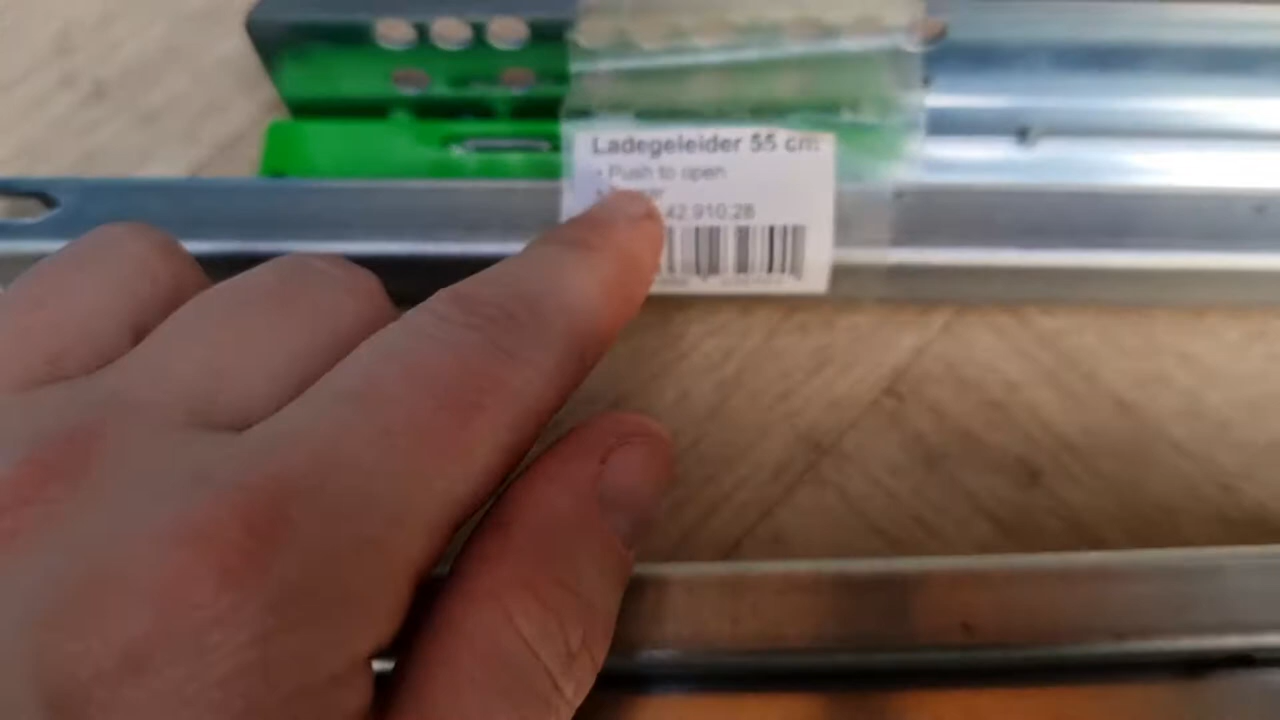 Ladegeleider 55 cm
• Push to open
42.910.28